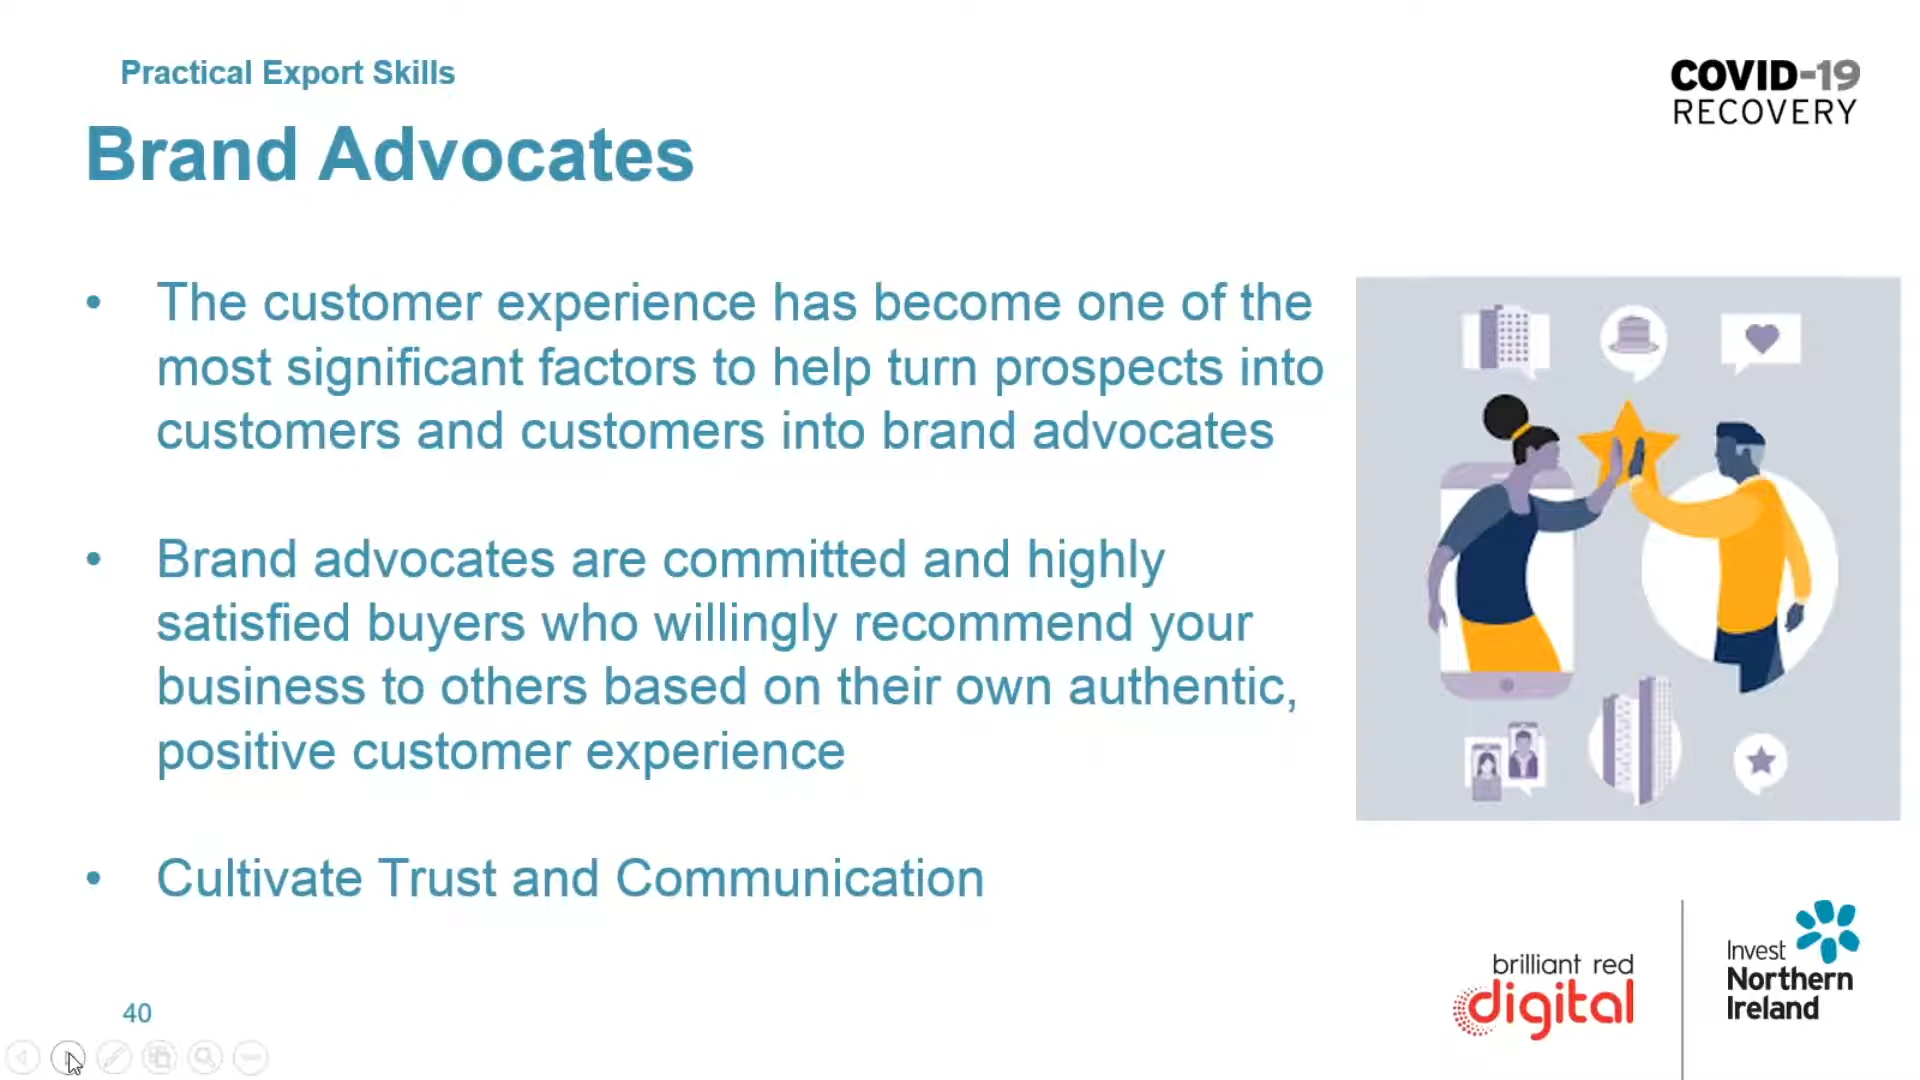 Practical Export Skills
COVID-19
RECOVERY
Brand Advocates
• The customer experience has become one of the
most significant factors to help turn prospects into
customers and customers into brand advocates
• Brand advocates are committed and highly
satisfied buyers who willingly recommend your
business to others based on their own authentic,
positive customer experience
• Cultivate Trust and Communication
brilliant red
digital
Invest
Northern
Ireland
40